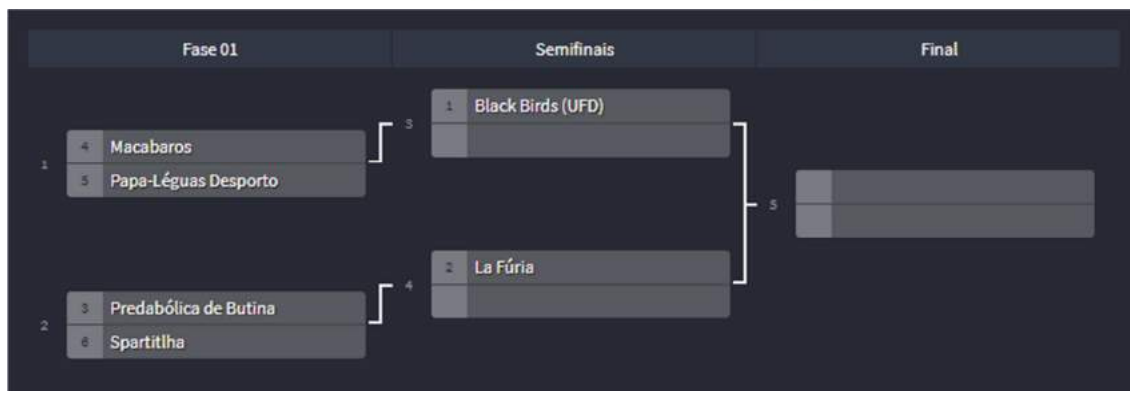 Fase 01
Semifinais
Final
1
4 Macabaros
5 Papa-Léguas Desporto
2
3 Predabólica de Butina
6 Spartitlha
3
1 Black Birds (UFD)
4
2 La Fúria
5